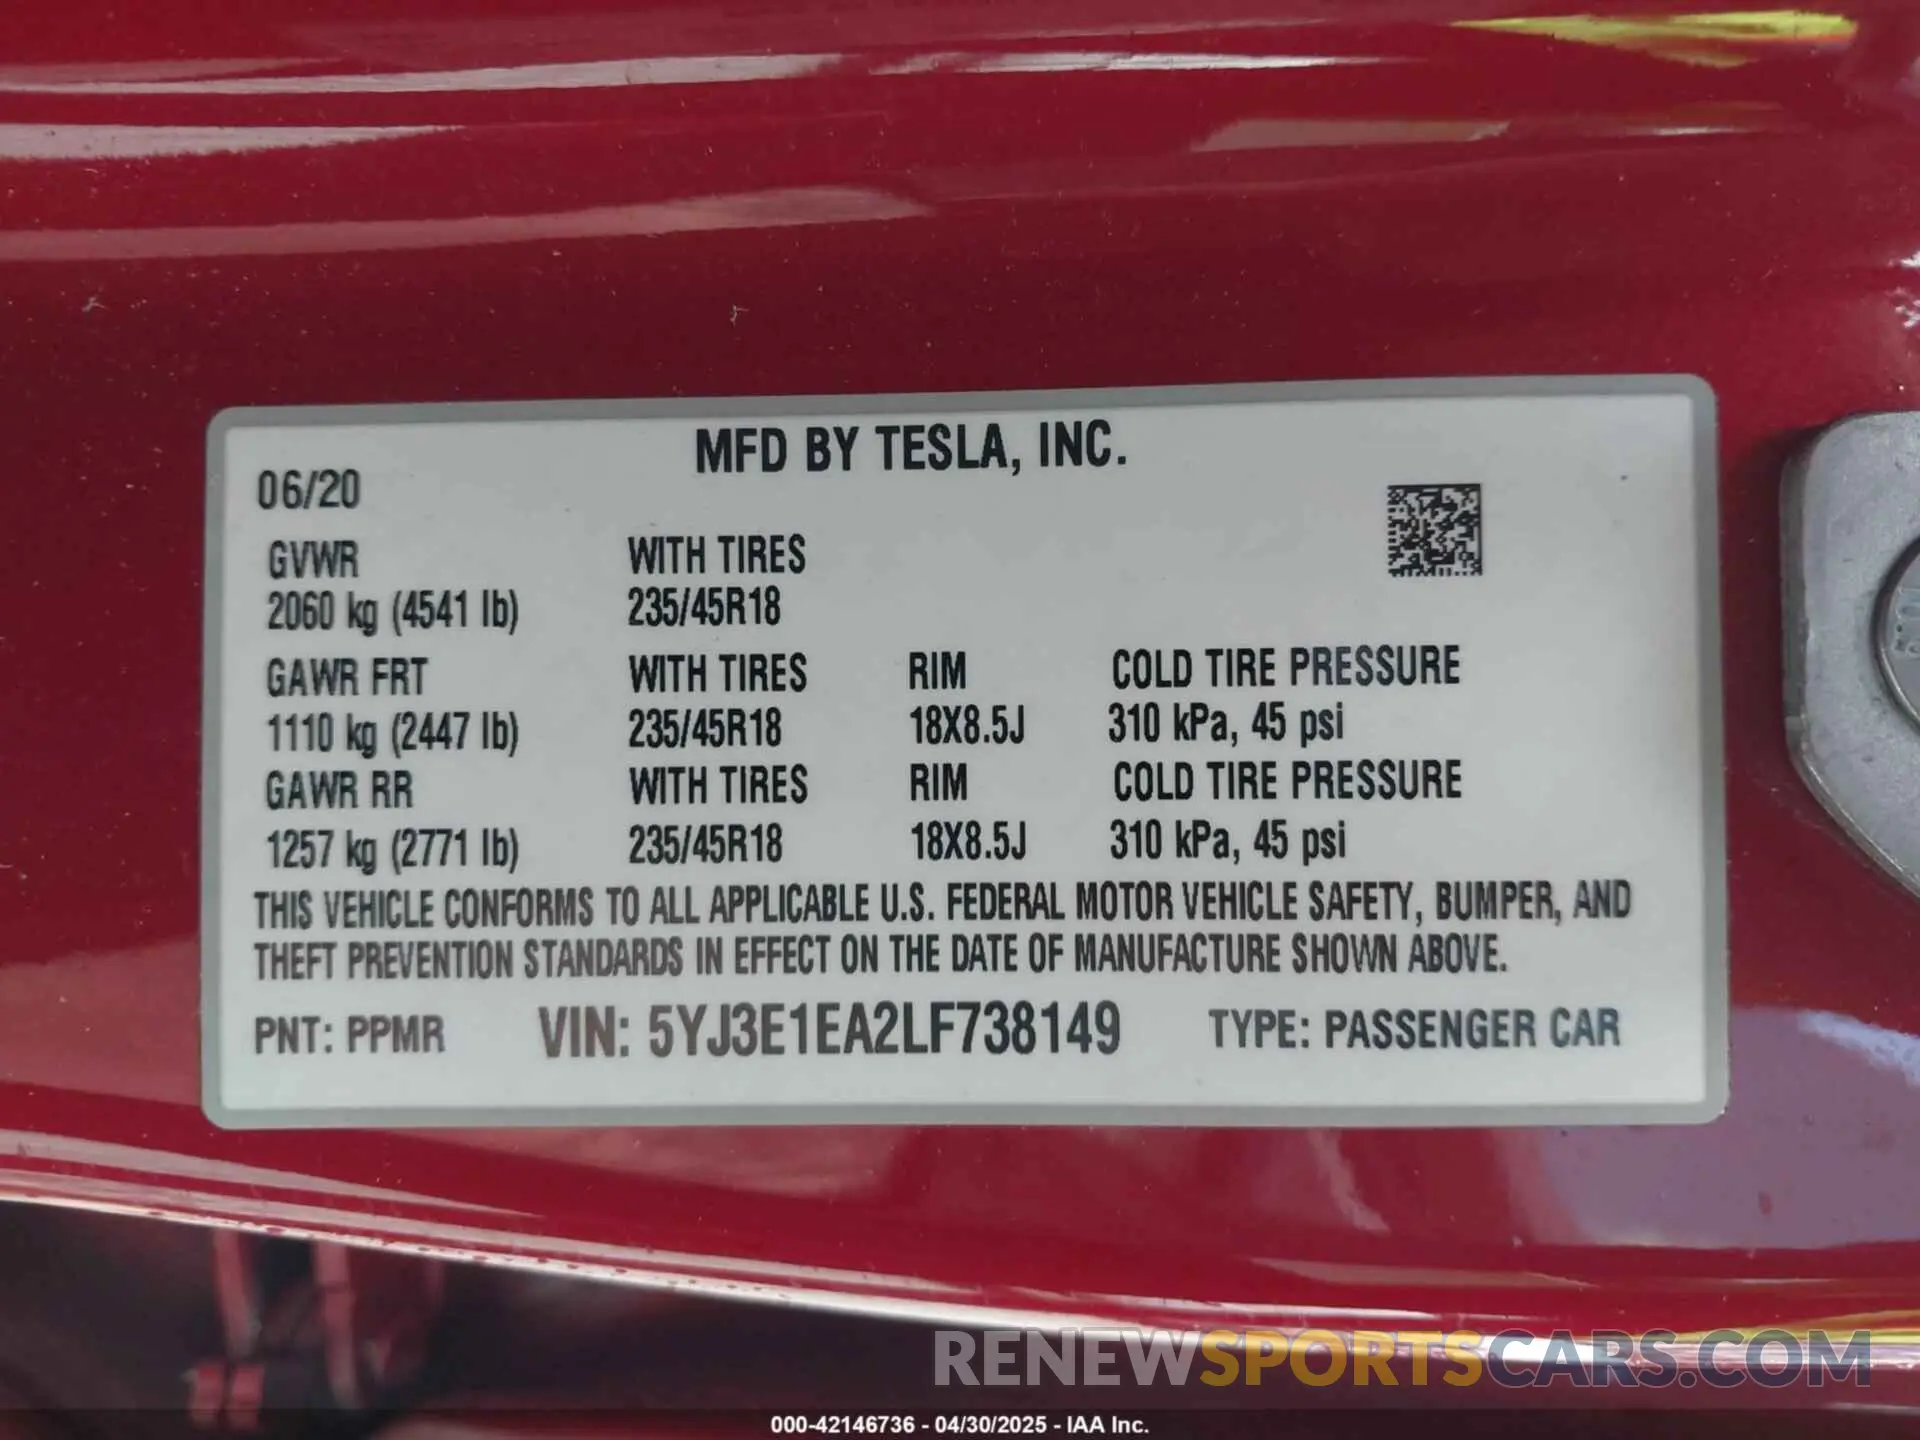 MFD BY TESLA, INC.
06/20
GVWR WITH TIRES
2060 kg (4541 lb) 235/45R18
GAWR FRT WITH TIRES RIM COLD TIRE PRESSURE
1110 kg (2447 lb) 235/45R18 18X8.5J 310 kPa, 45 psi
GAWR RR WITH TIRES RIM COLD TIRE PRESSURE
1257 kg (2771 lb) 235/45R18 18X8.5J 310 kPa, 45 psi
THIS VEHICLE CONFORMS TO ALL APPLICABLE U.S. FEDERAL MOTOR VEHICLE SAFETY, BUMPER, AND
THEFT PREVENTION STANDARDS IN EFFECT ON THE DATE OF MANUFACTURE SHOWN ABOVE.
PNT: PPMR VIN: 5YJ3E1EA2LF738149 TYPE: PASSENGER CAR
RENEWSPORTSCARS.COM
000-42146736 - 04/30/2025 - IAA Inc.